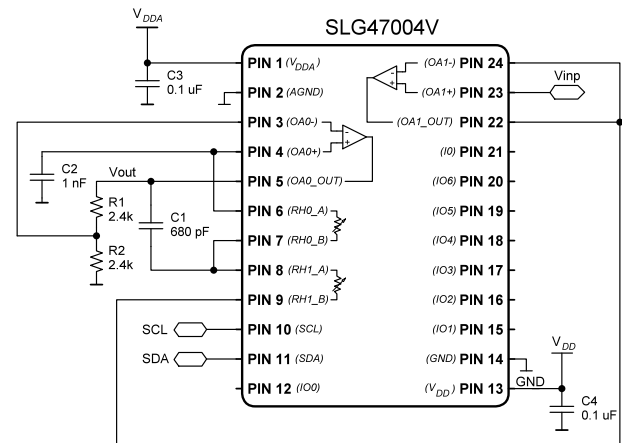 SLG47004V
V_DDA
C3
0.1 uF
C2
1 nF
Vout
R1
2.4k
C1
680 pF
R2
2.4k
SCL
SDA
PIN 1 (V_DDA)
PIN 2 (AGND)
PIN 3 (OA0-)
PIN 4 (OA0+)
PIN 5 (OA0_OUT)
PIN 6 (RH0_A)
PIN 7 (RH0_B)
PIN 8 (RH1_A)
PIN 9 (RH1_B)
PIN 10 (SCL)
PIN 11 (SDA)
PIN 12 (IO0)
- +
+ -
(OA1-) PIN 24
(OA1+) PIN 23
(OA1_OUT) PIN 22
(I0) PIN 21
(IO6) PIN 20
(IO5) PIN 19
(IO4) PIN 18
(IO3) PIN 17
(IO2) PIN 16
(IO1) PIN 15
(GND) PIN 14
(V_DD) PIN 13
Vinp
V_DD
GND
C4
0.1 uF